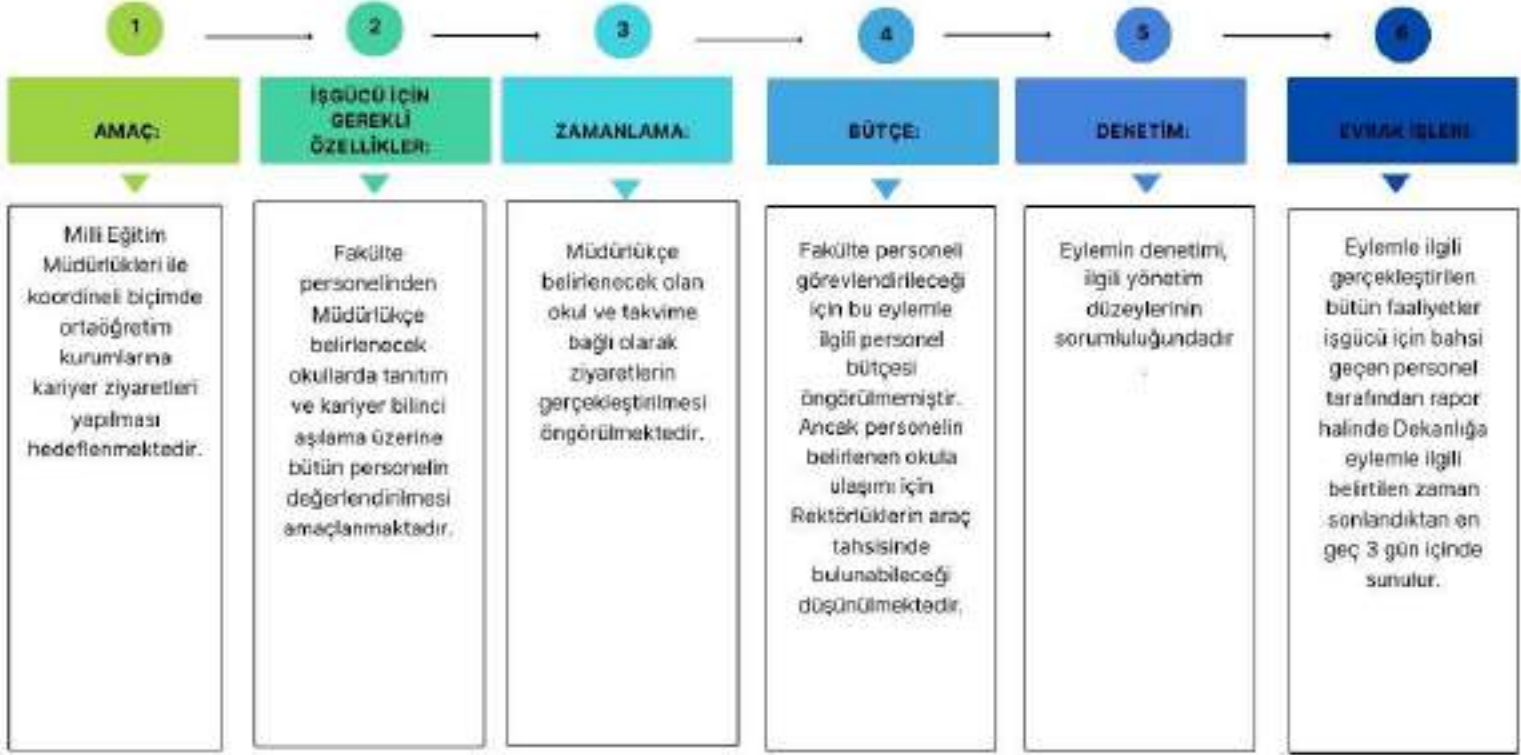 1
2
3
4
5
6
AMAÇ:
İŞGÜCÜ İÇİN
GEREKLİ
ÖZELLİKLER:
ZAMANLAMA:
BÜTÇE:
DENETİM:
EVRAK İŞLERİ:
Milli Eğitim
Müdürlükleri ile
koordineli biçimde
ortaöğretim
kurumlarına
kariyer ziyaretleri
yapılması
hedeflenmektedir.
Fakülte
personelinden
Müdürlükçe
belirlenecek
okullarda tanıtım
ve kariyer bilinci
aşılama üzerine
bütün personelin
değerlendirilmesi
amaçlanmaktadır.
Müdürlükçe
belirlenecek olan
okul ve takvime
bağlı olarak
ziyaretlerin
gerçekleştirilmesi
öngörülmektedir.
Fakülte personeli
görevlendirileceği
için bu eylemle
ilgili personel
bütçesi
öngörülmemiştir.
Ancak personelin
belirlenen okula
ulaşımı için
Rektörlüklerin araç
tahsisinde
bulunabileceği
düşünülmektedir.
Eylemin denetimi,
ilgili yönetim
düzeylerinin
sorumluluğundadır
.
Eylemle ilgili
gerçekleştirilen
bütün faaliyetler
işgücü için bahsi
geçen personel
tarafından rapor
halinde Dekanlığa
eylemle ilgili
belirtilen zaman
sonlandıktan en
geç 3 gün içinde
sunulur.